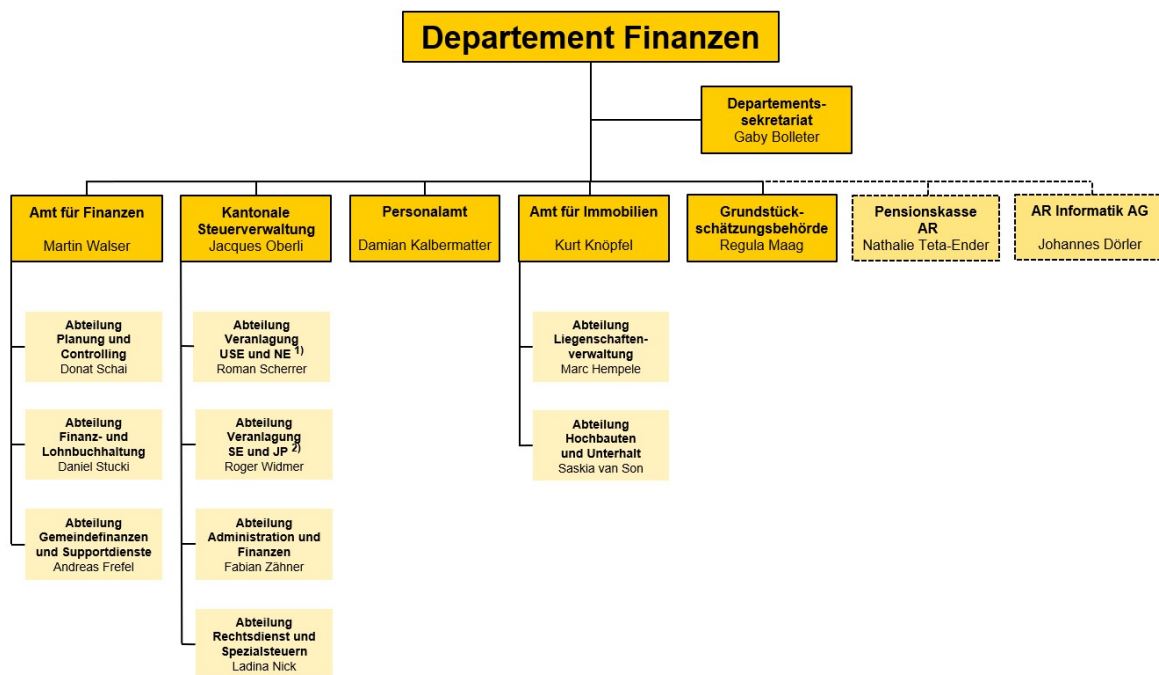 Departement Finanzen
Departements-
sekretariat
Gaby Bolleter
Amt für Finanzen
Martin Walser
Kantonale
Steuerverwaltung
Jacques Oberli
Personalamt
Damian Kalbermatter
Amt für Immobilien
Kurt Knöpfel
Grundstück-
schätzungsbehörde
Regula Maag
Pensionskasse
AR
Nathalie Teta-Ender
AR Informatik AG
Johannes Dörler
Abteilung
Planung und
Controlling
Donat Schai
Abteilung
Finanz- und
Lohnbuchhaltung
Daniel Stucki
Abteilung
Gemeindefinanzen
und Supportdienste
Andreas Frefel
Abteilung
Veranlagung
USE und NE 1)
Roman Scherrer
Abteilung
Veranlagung
SE und JP 2)
Roger Widmer
Abteilung
Administration und
Finanzen
Fabian Zähner
Abteilung
Rechtsdienst und
Spezialsteuern
Ladina Nick
Abteilung
Liegenschaften-
verwaltung
Marc Hempele
Abteilung
Hochbauten
und Unterhalt
Saskia van Son